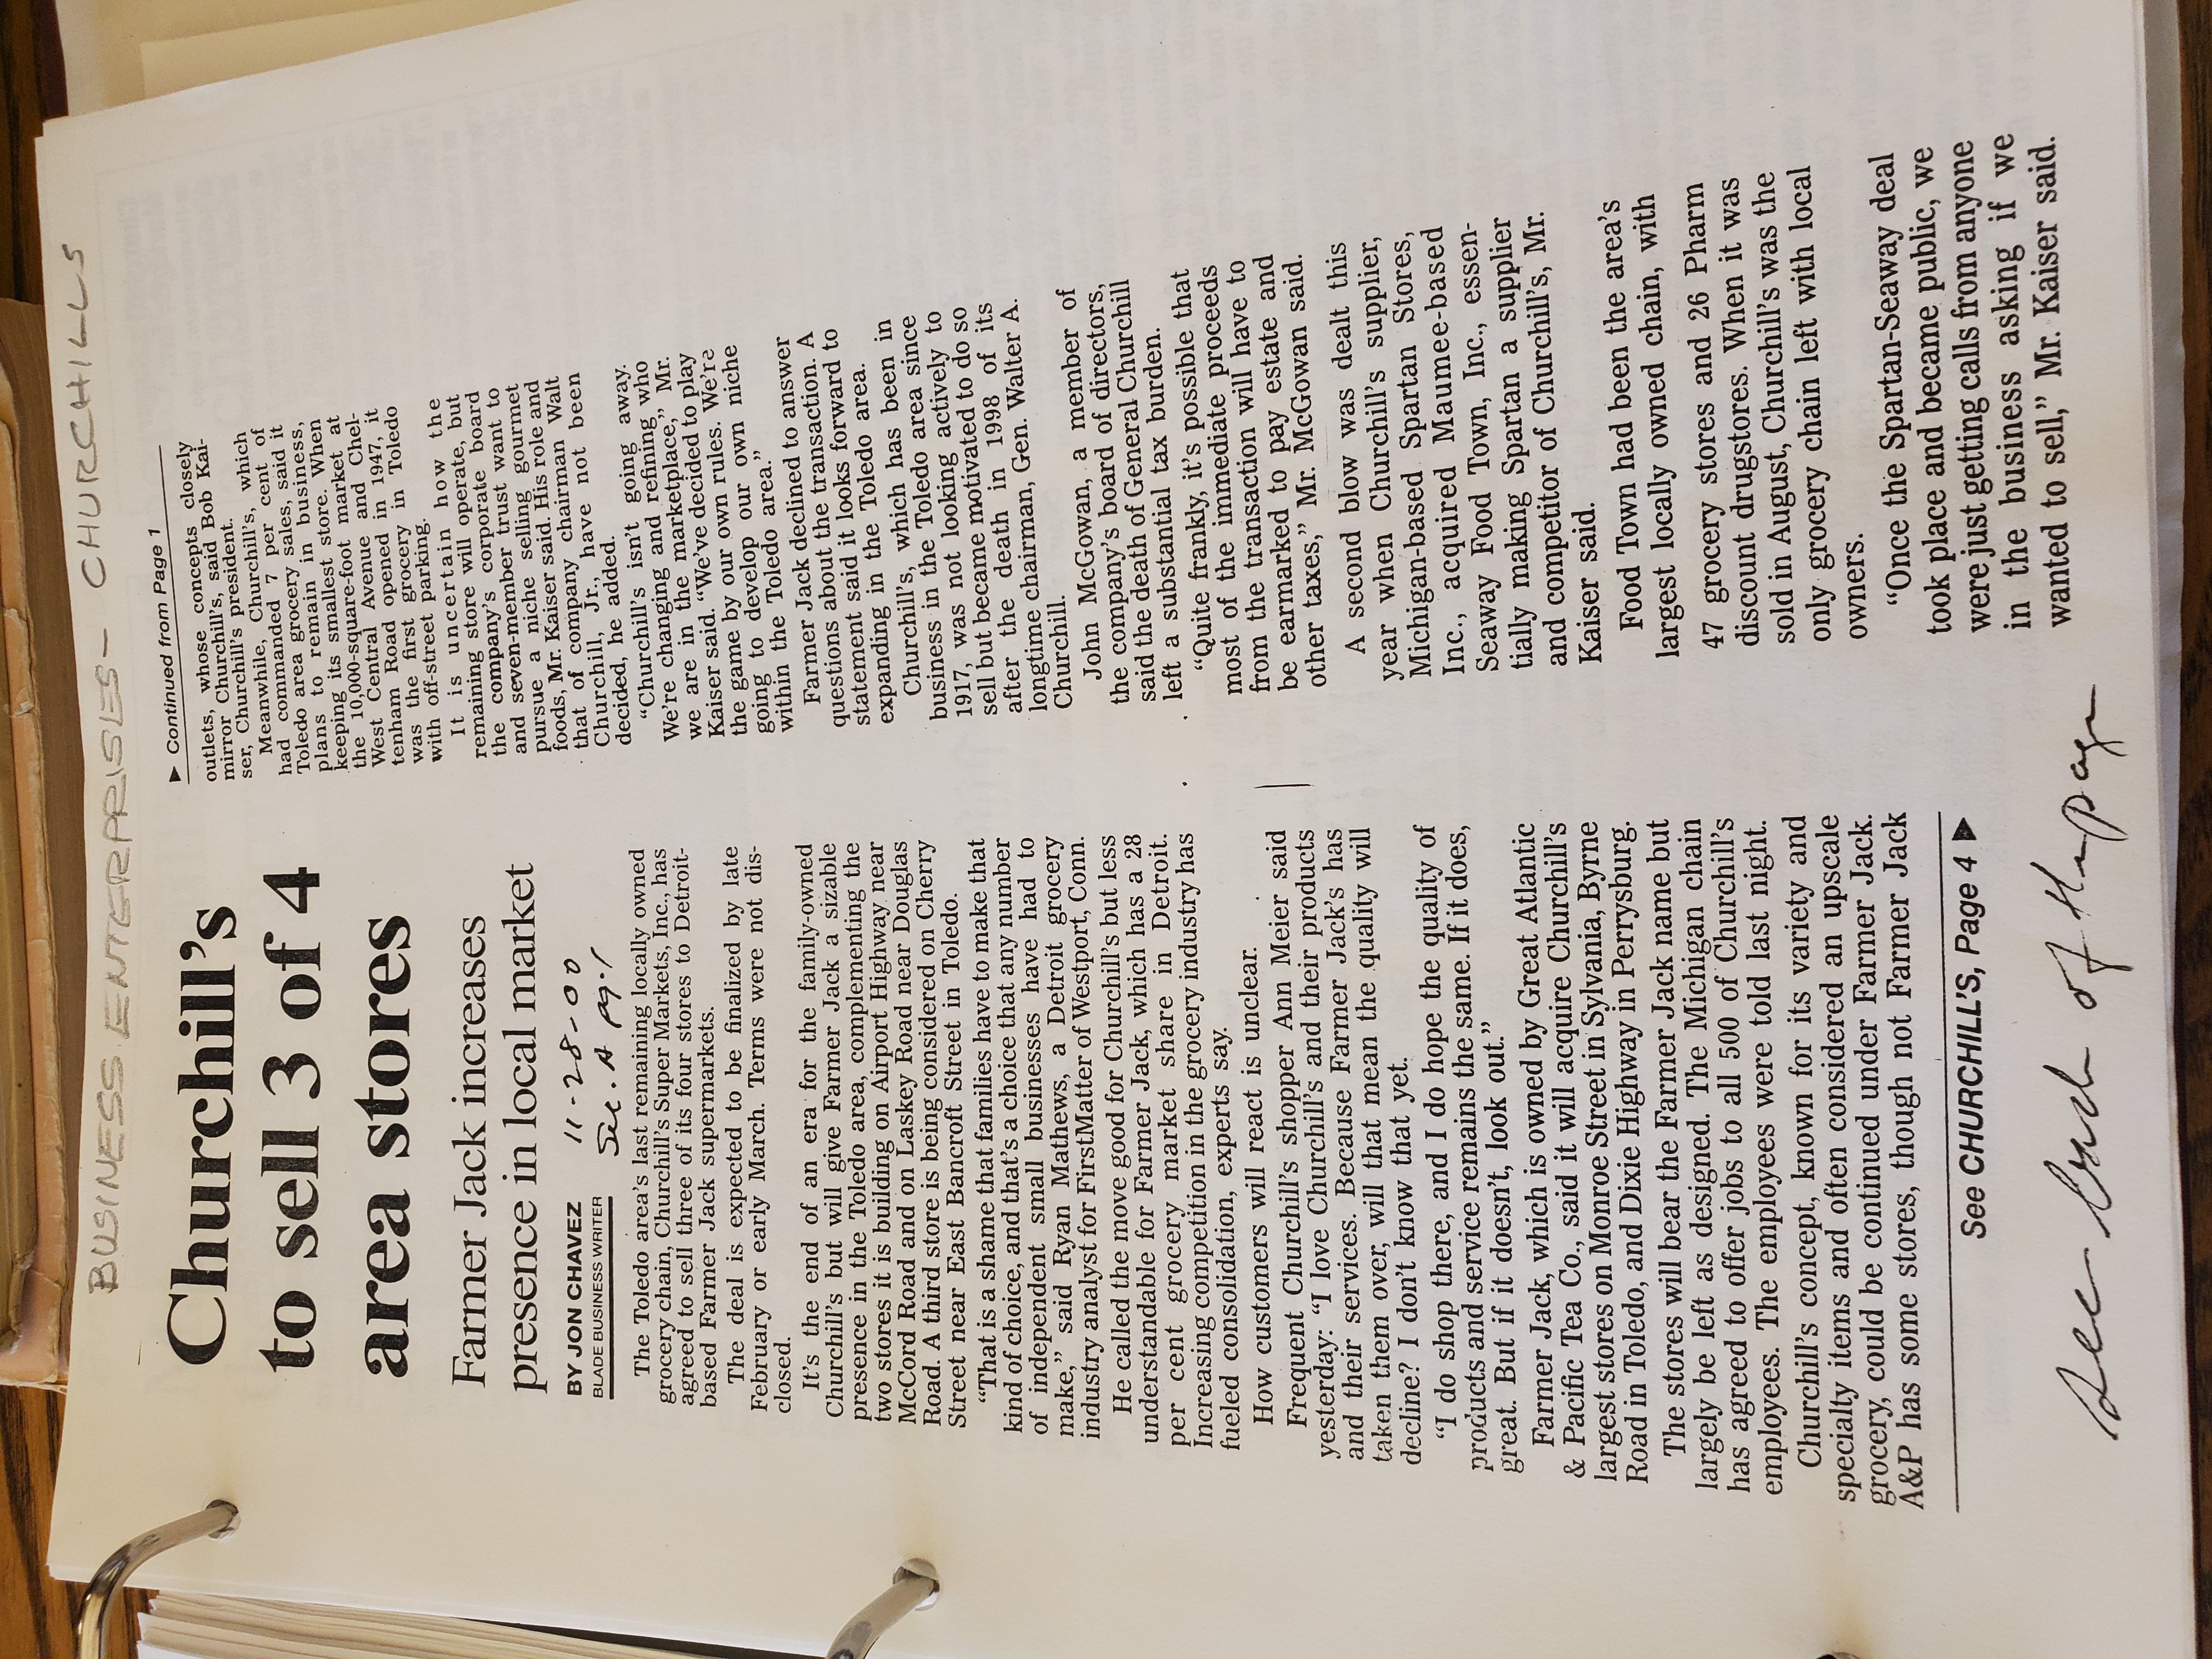 BUSINESS ENTERPRISES - CHURCHILLS
Churchill's
to sell 3 of 4
area stores
Farmer Jack increases
presence in local market
BY JON CHAVEZ
BLADE BUSINESS WRITER
11-28-00
Sec. A pg. 1
The Toledo area's last remaining locally owned
grocery chain, Churchill's Super Markets, Inc., has
agreed to sell three of its four stores to Detroit-
based Farmer Jack supermarkets.
The deal is expected to be finalized by late
February or early March. Terms were not dis-
closed.
It's the end of an era for the family-owned
Churchill's but will give Farmer Jack a sizable
presence in the Toledo area, complementing the
two stores it is building on Airport Highway near
McCord Road and on Laskey Road near Douglas
Road. A third store is being considered on Cherry
Street near East Bancroft Street in Toledo.
"That is a shame that families have to make that
kind of choice, and that's a choice that any number
of independent small businesses have had to
make," said Ryan Mathews, a Detroit grocery
industry analyst for FirstMatter of Westport, Conn.
He called the move good for Churchill's but less
understandable for Farmer Jack, which has a 28
per cent grocery market share in Detroit.
Increasing competition in the grocery industry has
fueled consolidation, experts say.
How customers will react is unclear.
Frequent Churchill's shopper Ann Meier said
yesterday: "I love Churchill's and their products
and their services. Because Farmer Jack's has
taken them over, will that mean the quality will
decline? I don't know that yet.
"I do shop there, and I do hope the quality of
products and service remains the same. If it does,
great. But if it doesn't, look out."
Farmer Jack, which is owned by Great Atlantic
& Pacific Tea Co., said it will acquire Churchill's
largest stores on Monroe Street in Sylvania, Byrne
Road in Toledo, and Dixie Highway in Perrysburg.
The stores will bear the Farmer Jack name but
largely be left as designed. The Michigan chain
has agreed to offer jobs to all 500 of Churchill's
employees. The employees were told last night.
Churchill's concept, known for its variety and
specialty items and often considered an upscale
grocery, could be continued under Farmer Jack.
A&P has some stores, though not Farmer Jack
See CHURCHILL'S, Page 4 ►
► Continued from Page 1
outlets, whose concepts closely
mirror Churchill's, said Bob Kai-
ser, Churchill's president.
Meanwhile, Churchill's, which
had commanded 7 per cent of
Toledo area grocery sales, said it
plans to remain in business,
keeping its smallest store. When
the 10,000-square-foot market at
West Central Avenue and Chel-
tenham Road opened in 1947, it
was the first grocery in Toledo
with off-street parking.
It is uncertain how the
remaining store will operate, but
the company's corporate board
and seven-member trust want to
pursue a niche selling gourmet
foods, Mr. Kaiser said. His role and
that of company chairman Walt
Churchill, Jr., have not been
decided, he added.
"Churchill's isn't going away.
We're changing and refining who
we are in the marketplace," Mr.
Kaiser said. "We've decided to play
the game by our own rules. We're
going to develop our own niche
within the Toledo area."
Farmer Jack declined to answer
questions about the transaction. A
statement said it looks forward to
expanding in the Toledo area.
Churchill's, which has been in
business in the Toledo area since
1917, was not looking actively to
sell but became motivated to do so
after the death in 1998 of its
longtime chairman, Gen. Walter A.
Churchill.
John McGowan, a member of
the company's board of directors,
said the death of General Churchill
left a substantial tax burden.
"Quite frankly, it's possible that
most of the immediate proceeds
from the transaction will have to
be earmarked to pay estate and
other taxes," Mr. McGowan said.
A second blow was dealt this
year when Churchill's supplier,
Michigan-based Spartan Stores,
Inc., acquired Maumee-based
Seaway Food Town, Inc., essen-
tially making Spartan a supplier
and competitor of Churchill's, Mr.
Kaiser said.
Food Town had been the area's
largest locally owned chain, with
47 grocery stores and 26 Pharm
discount drugstores. When it was
sold in August, Churchill's was the
only grocery chain left with local
owners.
"Once the Spartan-Seaway deal
took place and became public, we
were just getting calls from anyone
in the business asking if we
wanted to sell," Mr. Kaiser said.
See back of this page